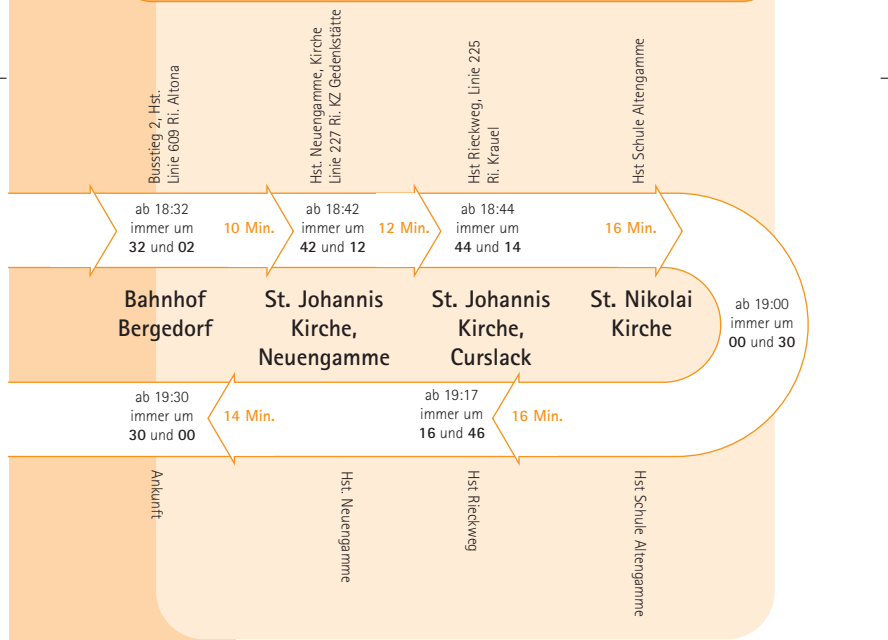 Busstieg 2, Hst.
Linie 609 Ri. Altona
Hst. Neuengamme, Kirche
Linie 227 Ri. KZ Gedenkstätte
Hst Rieckweg, Linie 225
Ri. Krauel
Hst Schule Altengamme
ab 18:32
immer um
32 und 02
10 Min.
ab 18:42
immer um
42 und 12
12 Min.
ab 18:44
immer um
44 und 14
16 Min.
Bahnhof
Bergedorf
St. Johannis
Kirche,
Neuengamme
St. Johannis
Kirche,
Curslack
St. Nikolai
Kirche
ab 19:00
immer um
00 und 30
ab 19:30
immer um
30 und 00
14 Min.
ab 19:17
immer um
16 und 46
16 Min.
Ankunft
Hst. Neuengamme
Hst Rieckweg
Hst Schule Altengamme